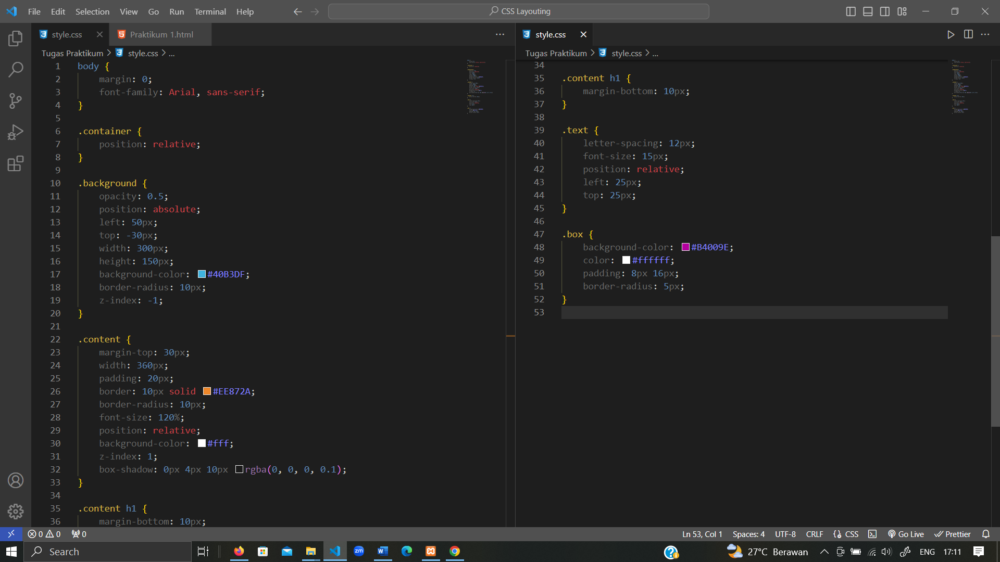 File Edit Selection View Go Run Terminal Help
CSS Layouting
style.css
Praktikum 1.html
Tugas Praktikum > style.css > ...
1 body {
2 margin: 0;
3 font-family: Arial, sans-serif;
4 }
5
6 .container {
7 position: relative;
8 }
9
10 .background {
11 opacity: 0.5;
12 position: absolute;
13 left: 50px;
14 top: -30px;
15 width: 300px;
16 height: 150px;
17 background-color: #40B3DF;
18 border-radius: 10px;
19 z-index: -1;
20 }
21
22 .content {
23 margin-top: 30px;
24 width: 360px;
25 padding: 20px;
26 border: 10px solid #EE872A;
27 border-radius: 10px;
28 font-size: 120%;
29 position: relative;
30 background-color: #fff;
31 z-index: 1;
32 box-shadow: 0px 4px 10px rgba(0, 0, 0, 0.1);
33 }
34
35 .content h1 {
36 margin-bottom: 10px;
style.css
Tugas Praktikum > style.css > ...
34
35 .content h1 {
36 margin-bottom: 10px;
37 }
38
39 .text {
40 letter-spacing: 12px;
41 font-size: 15px;
42 position: relative;
43 left: 25px;
44 top: 25px;
45 }
46
47 .box {
48 background-color: #B4009E;
49 color: #ffffff;
50 padding: 8px 16px;
51 border-radius: 5px;
52 }
53
0 0 0
Ln 53, Col 1 Spaces: 4 UTF-8 CRLF CSS Go Live Prettier
Search
zm
27°C Berawan
ENG 17:11